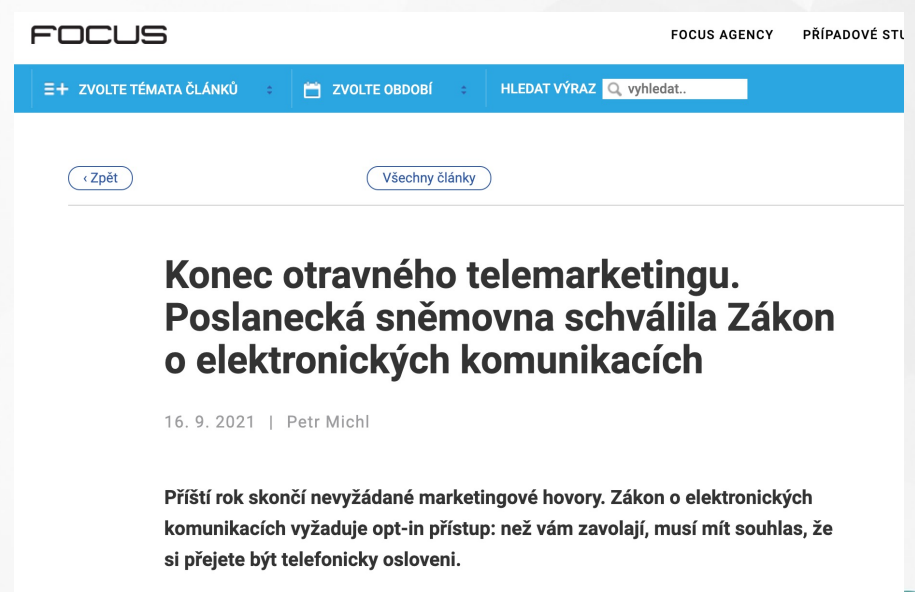 FOCUS
FOCUS AGENCY PŘÍPADOVÉ
ZVOLTE TÉMATA ČLÁNKŮ ZVOLTE OBDOBÍ HLEDAT VÝRAZ vyhledat..
‹ Zpět Všechny články
Konec otravného telemarketingu.
Poslanecká sněmovna schválila Zákon
o elektronických komunikacích
16. 9. 2021 | Petr Michl
Příští rok skončí nevyžádané marketingové hovory. Zákon o elektronických
komunikacích vyžaduje opt-in přístup: než vám zavolají, musí mít souhlas, že
si přejete být telefonicky osloveni.